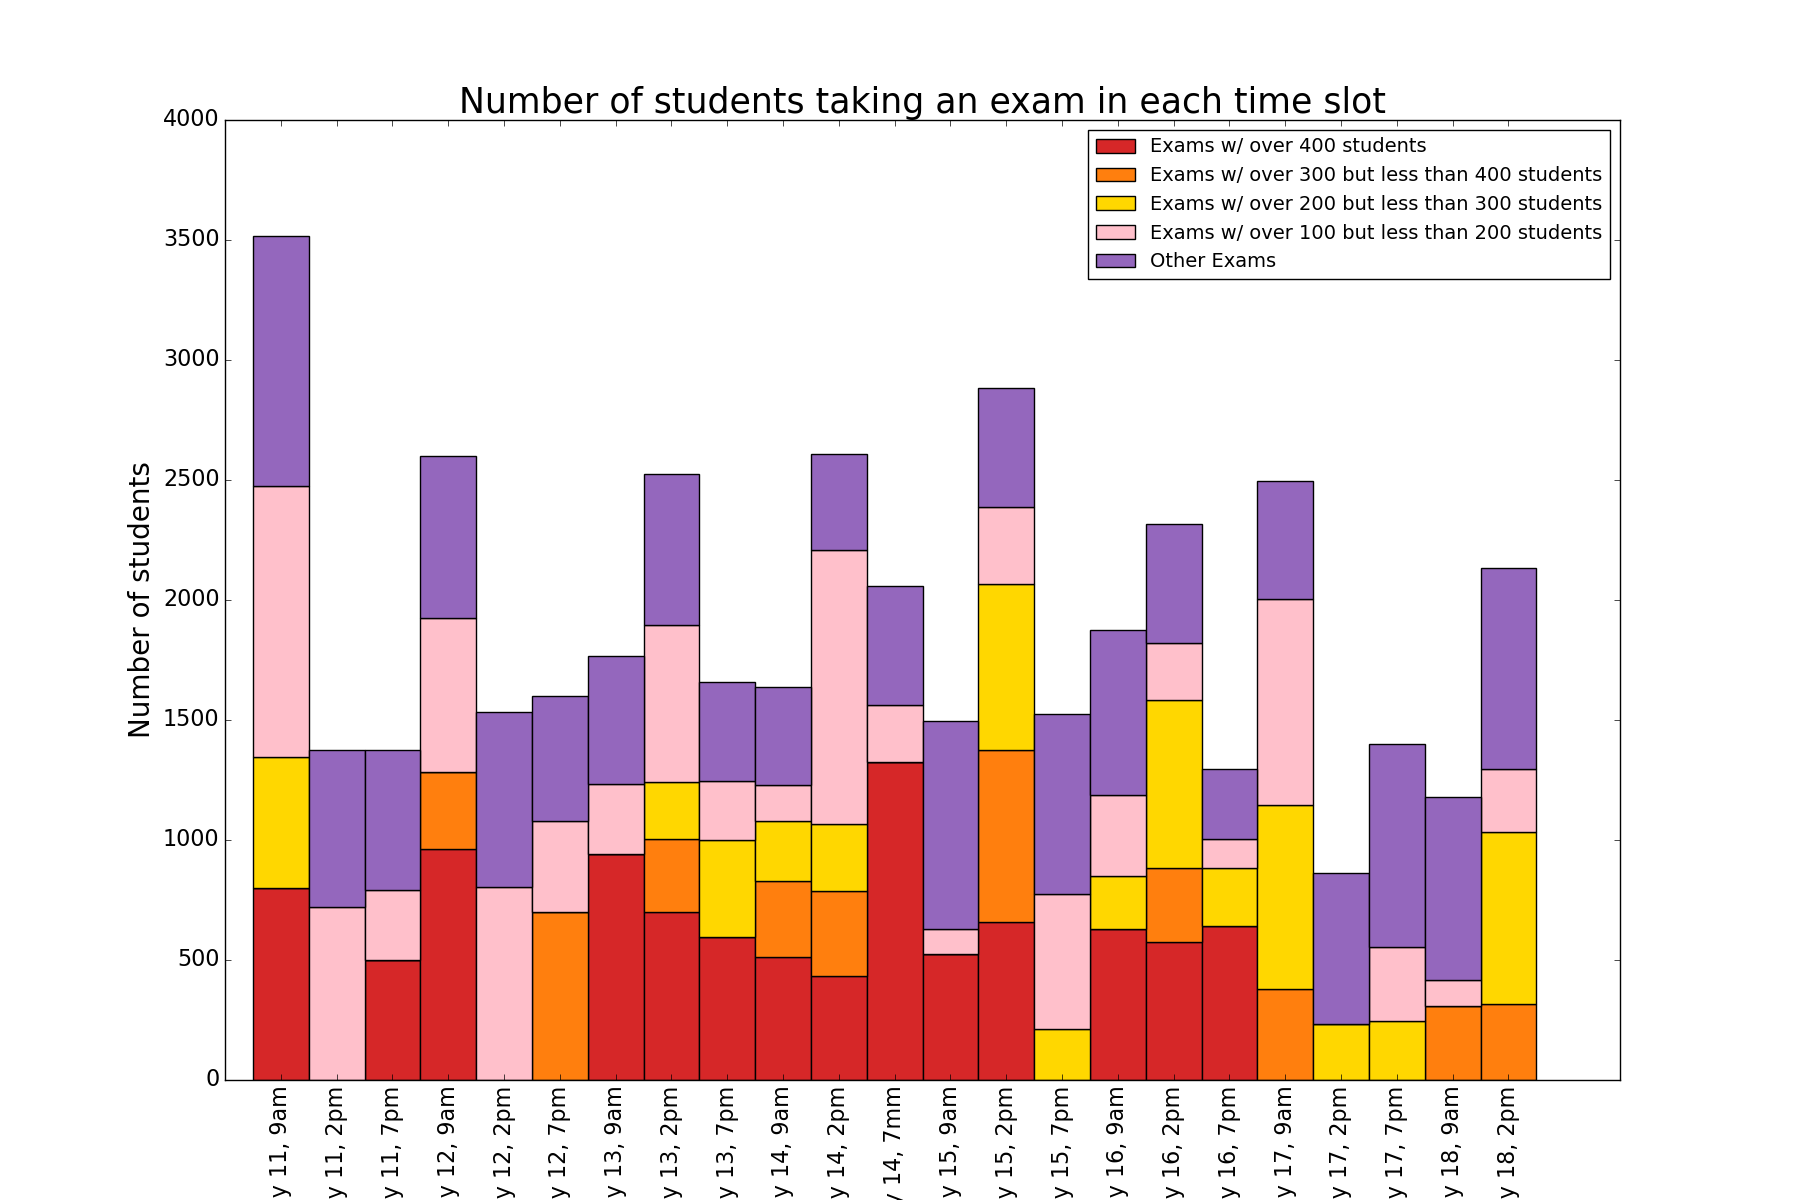 Number of students taking an exam in each time slot
4000
3500
3000
2500
2000
1500
1000
500
0
Number of students
Exams w/ over 400 students
Exams w/ over 300 but less than 400 students
Exams w/ over 200 but less than 300 students
Exams w/ over 100 but less than 200 students
Other Exams
y 11, 9am
y 11, 2pm
y 11, 7pm
y 12, 9am
y 12, 2pm
y 12, 7pm
y 13, 9am
y 13, 2pm
y 13, 7pm
y 14, 9am
y 14, 2pm
y 14, 7mm
y 15, 9am
y 15, 2pm
y 15, 7pm
y 16, 9am
y 16, 2pm
y 16, 7pm
y 17, 9am
y 17, 2pm
y 17, 7pm
y 18, 9am
y 18, 2pm